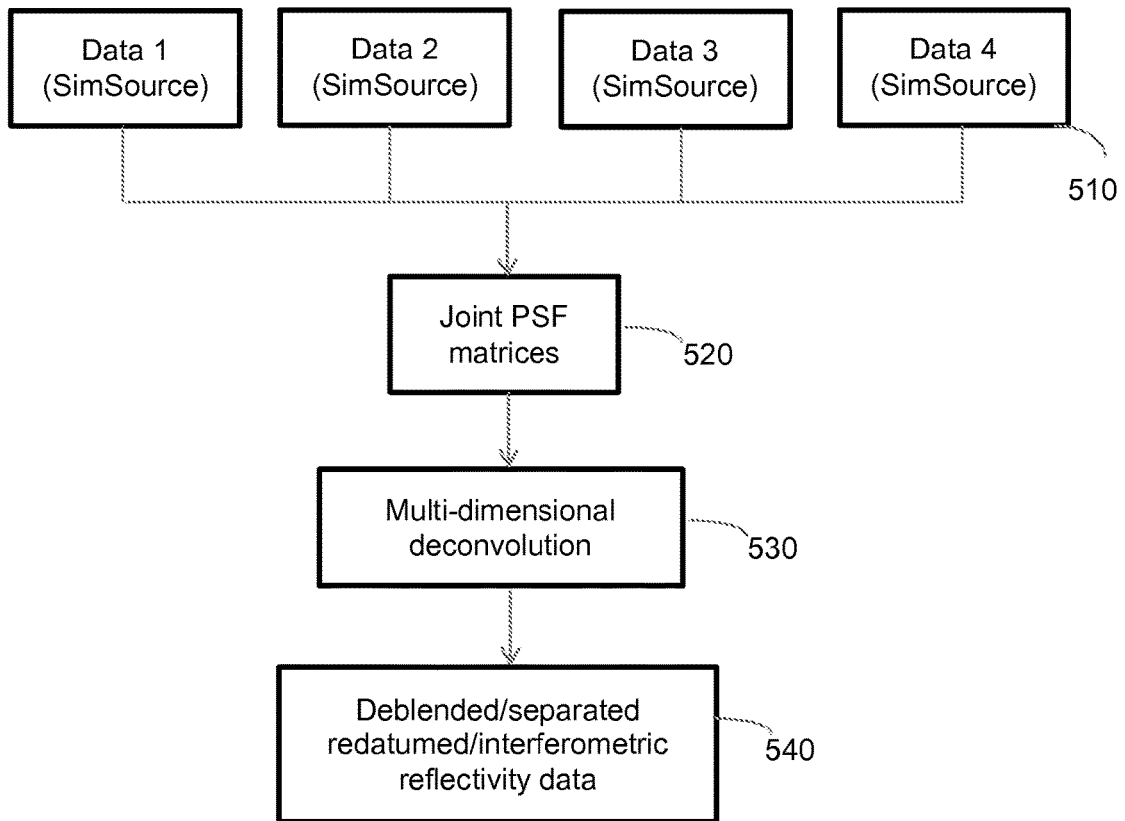 Data 1
(SimSource)
Data 2
(SimSource)
Data 3
(SimSource)
Data 4
(SimSource)
510
Joint PSF
matrices
520
Multi-dimensional
deconvolution
530
Deblended/separated
redatumed/interferometric
reflectivity data
540